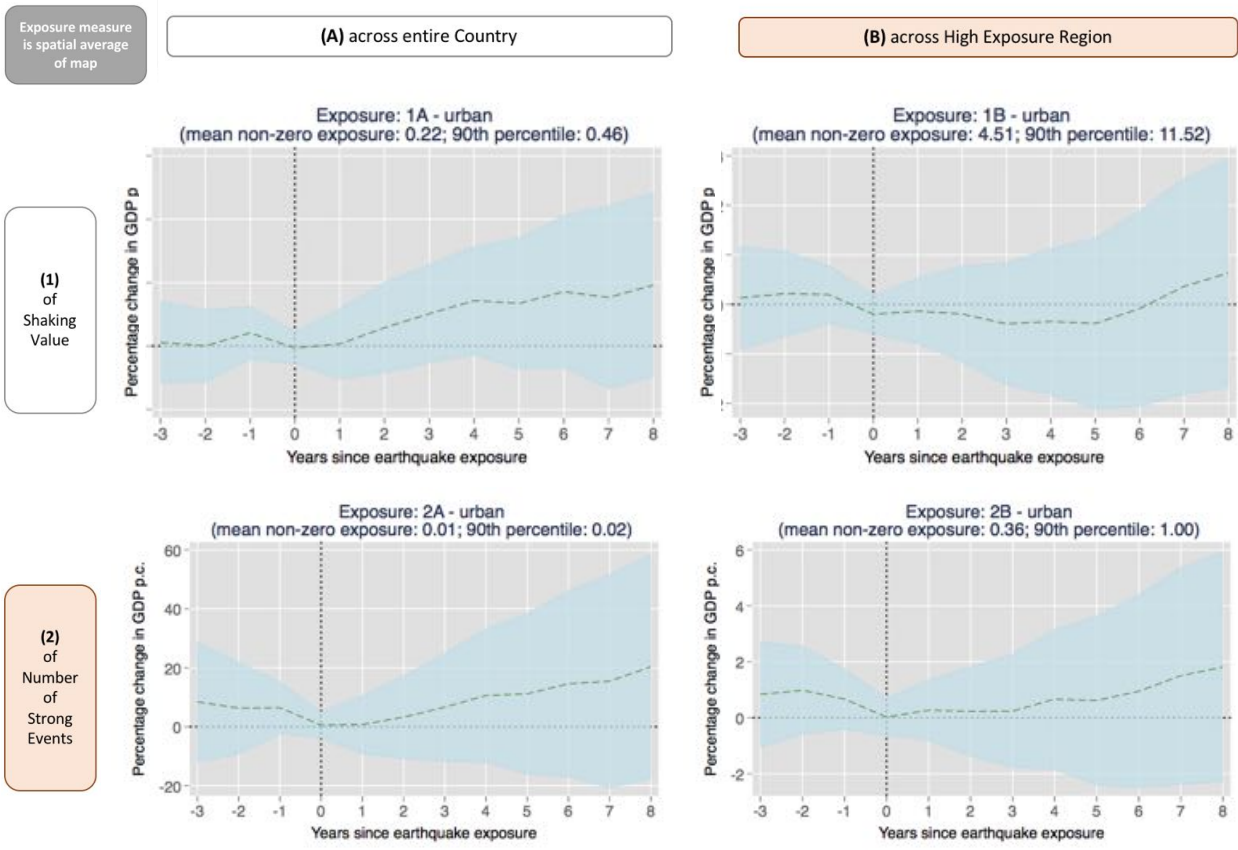 Exposure measure
is spatial average
of map
(A) across entire Country
(B) across High Exposure Region
(1)
of
Shaking
Value
Exposure: 1A - urban
(mean non-zero exposure: 0.22; 90th percentile: 0.46)
Percentage change in GDP p
-3 -2 -1 0 1 2 3 4 5 6 7 8
Years since earthquake exposure
Exposure: 1B - urban
(mean non-zero exposure: 4.51; 90th percentile: 11.52)
Percentage change in GDP p
-3 -2 -1 0 1 2 3 4 5 6 7 8
Years since earthquake exposure
(2)
of
Number
of
Strong
Events
Exposure: 2A - urban
(mean non-zero exposure: 0.01; 90th percentile: 0.02)
Percentage change in GDP p.c.
60
40
20
0
-20
-3 -2 -1 0 1 2 3 4 5 6 7 8
Years since earthquake exposure
Exposure: 2B - urban
(mean non-zero exposure: 0.36; 90th percentile: 1.00)
Percentage change in GDP p.c.
6
4
2
0
-2
-3 -2 -1 0 1 2 3 4 5 6 7 8
Years since earthquake exposure